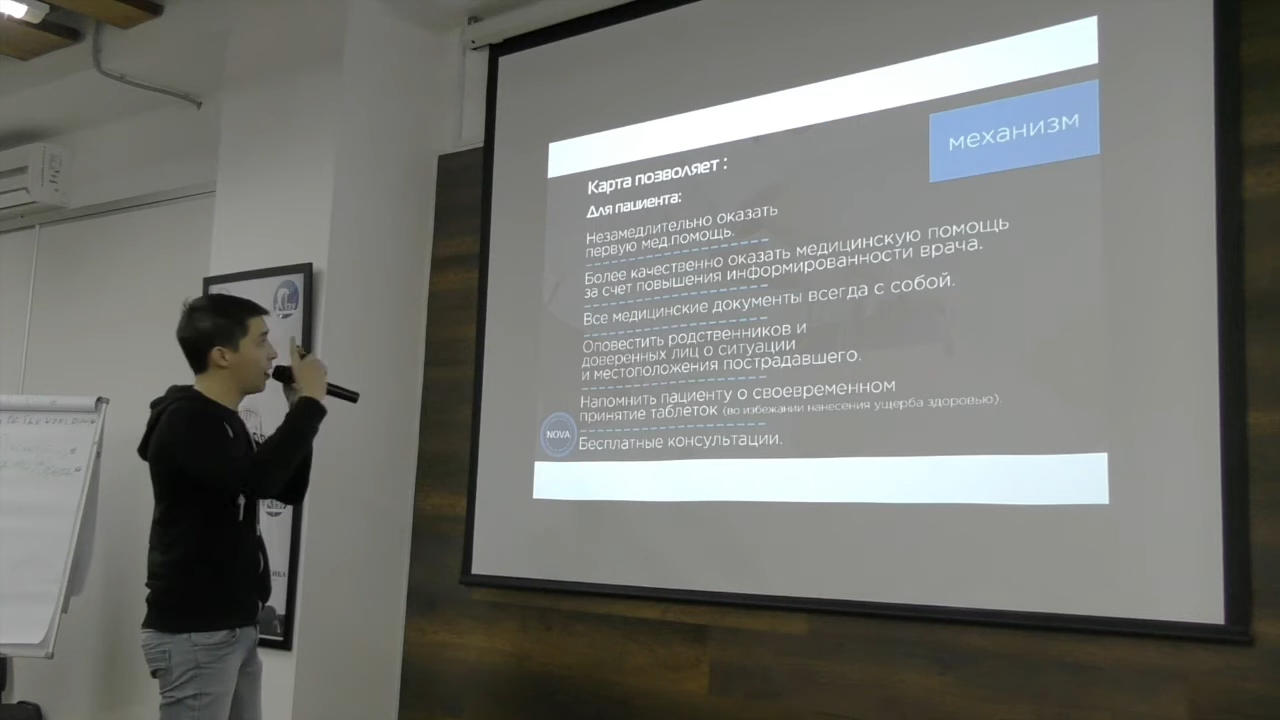 механизм
Карта позволяет :
Для пациента:
Незамедлительно оказать
первую мед.помощь.
Более качественно оказать медицинскую помощь
за счет повышения информированности врача.
Все медицинские документы всегда с собой.
Оповестить родственников и
доверенных лиц о ситуации
и местоположения пострадавшего.
Напомнить пациенту о своевременном
принятие таблеток (во избежании нанесения ущерба здоровью).
NOVA
Бесплатные консультации.